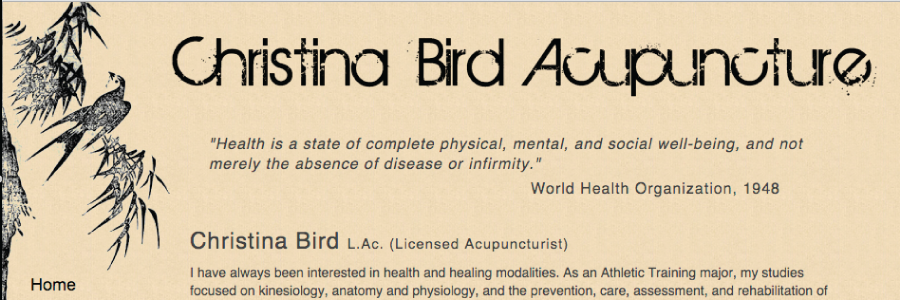 Christina Bird Acupuncture
"Health is a state of complete physical, mental, and social well-being, and not
merely the absence of disease or infirmity."
World Health Organization, 1948
Christina Bird L.Ac. (Licensed Acupuncturist)
I have always been interested in health and healing modalities. As an Athletic Training major, my studies
focused on kinesiology, anatomy and physiology, and the prevention, care, assessment, and rehabilitation of
Home